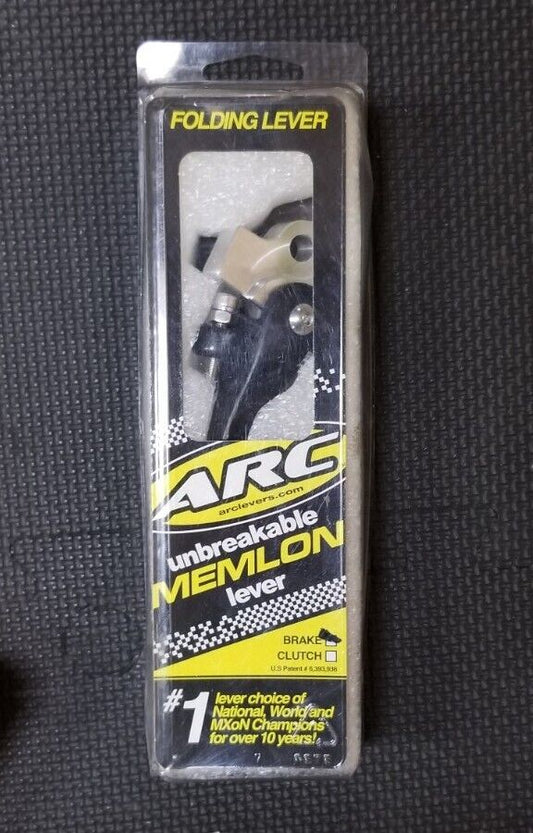 FOLDING LEVER
ARC
arclevers.com
unbreakable
MEMLON
lever
BRAKE
CLUTCH
U.S Patent # 6,393,936
#1 lever choice of
National, World and
MXoN Champions
for over 10 years!